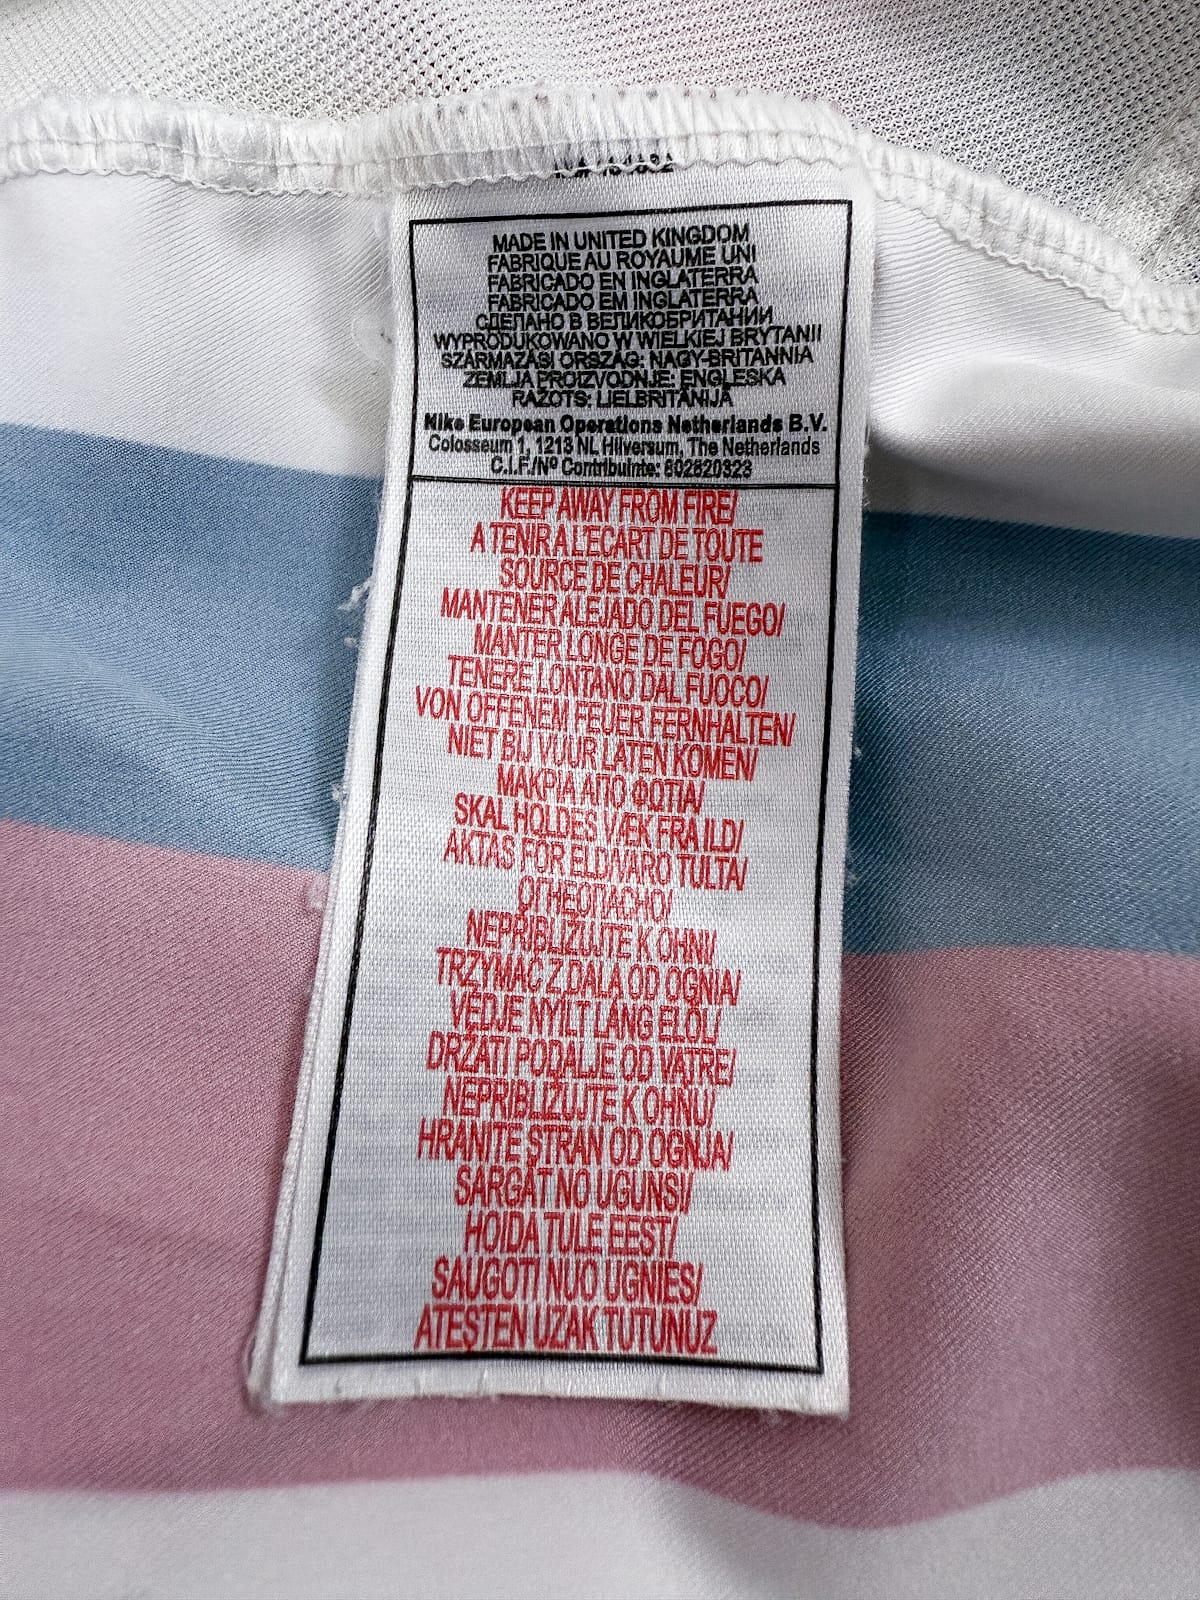 MADE IN UNITED KINGDOM
FABRIQUE AU ROYAUME UNI
FABRICADO EN INGLATERRA
FABRICADO EM INGLATERRA
СДЕЛАНО В ВЕЛИКОБРИТАНИИ
WYPRODUKOWANO W WIELKIEJ BRYTANII
SZÁRMAZÁSI ORSZÁG: NAGY-BRITANNIA
ZEMLJA PROIZVODNJE: ENGLESKA
RAŽOTS: LIELBRITĀNIJĀ
Nike European Operations Netherlands B.V.
Colosseum 1, 1213 NL Hilversum, The Netherlands
C.I.F./Nº Contribuinte: 802620323
KEEP AWAY FROM FIRE/
A TENIR A L'ECART DE TOUTE
SOURCE DE CHALEUR/
MANTENER ALEJADO DEL FUEGO/
MANTER LONGE DE FOGO/
TENERE LONTANO DAL FUOCO/
VON OFFENEM FEUER FERNHALTEN/
NIET BIJ VUUR LATEN KOMEN/
ΜΑΚΡΙΑ ΑΠΟ ΦΩΤΙΑ/
SKAL HOLDES VÆK FRA ILD/
AKTAS FÖR ELD/VARO TULTA/
ОГНЕОПАСНО/
NEPŘIBLIŽUJTE K OHNI/
TRZYMAĆ Z DALA OD OGNIA/
VÉDJE NYÍLT LÁNG ELŐL/
DRŽATI PODALJE OD VATRE/
NEPRIBLIŽUJTE K OHŇU/
HRANITE STRAN OD OGNJA/
SARGĀT NO UGUNS/
HOIDA TULE EEST/
SAUGOTI NUO UGNIES/
ATEŞTEN UZAK TUTUNUZ